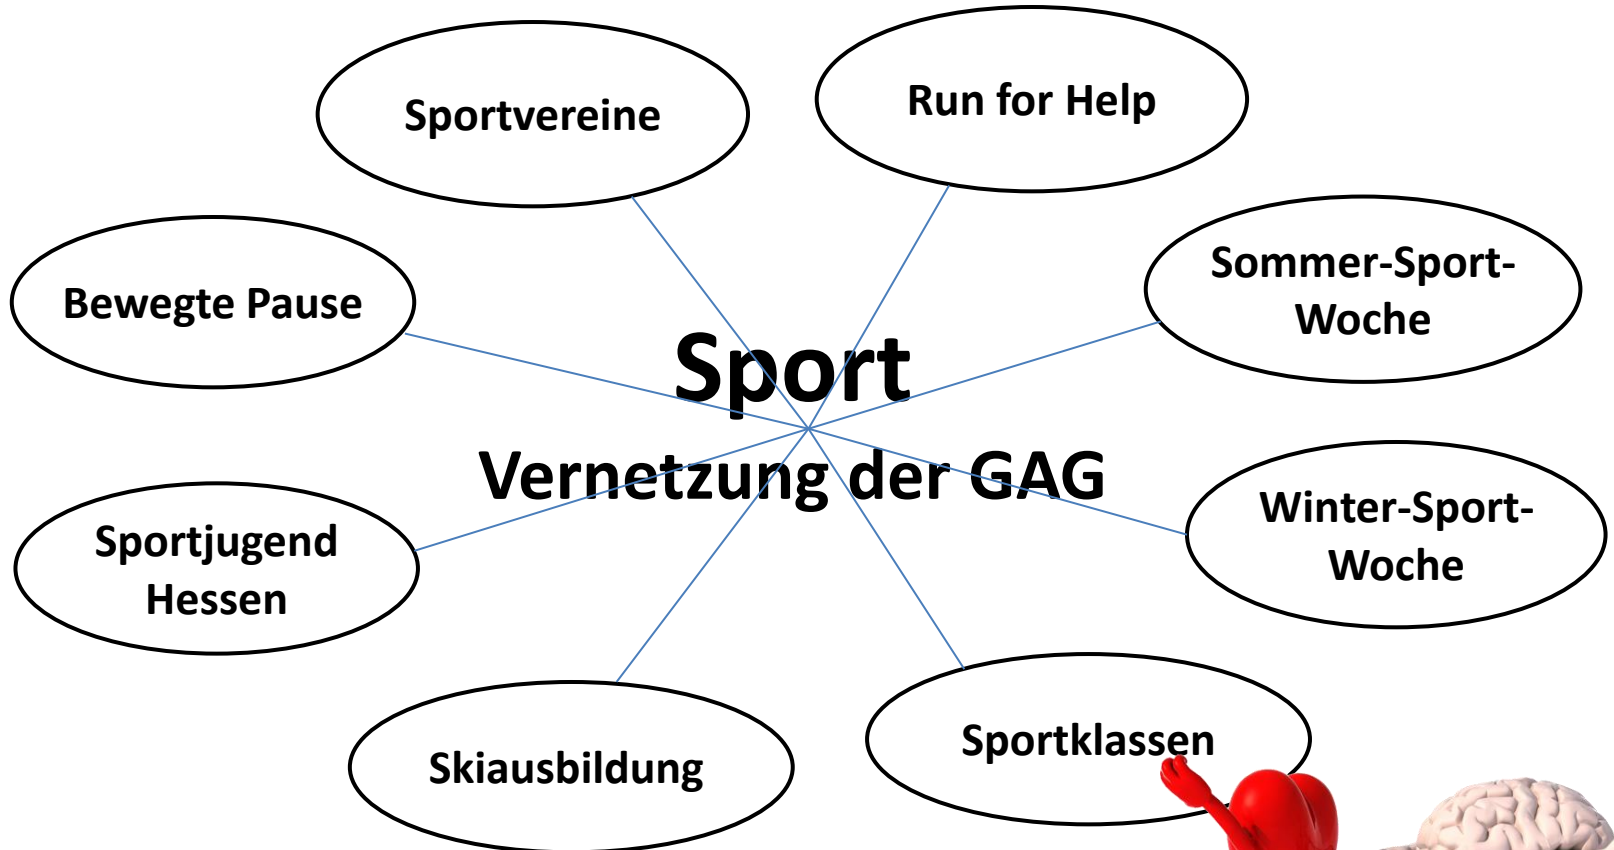 Sportvereine
Run for Help
Bewegte Pause
Sommer-Sport-
Woche
Sport
Vernetzung der GAG
Sportjugend
Hessen
Winter-Sport-
Woche
Skiausbildung
Sportklassen